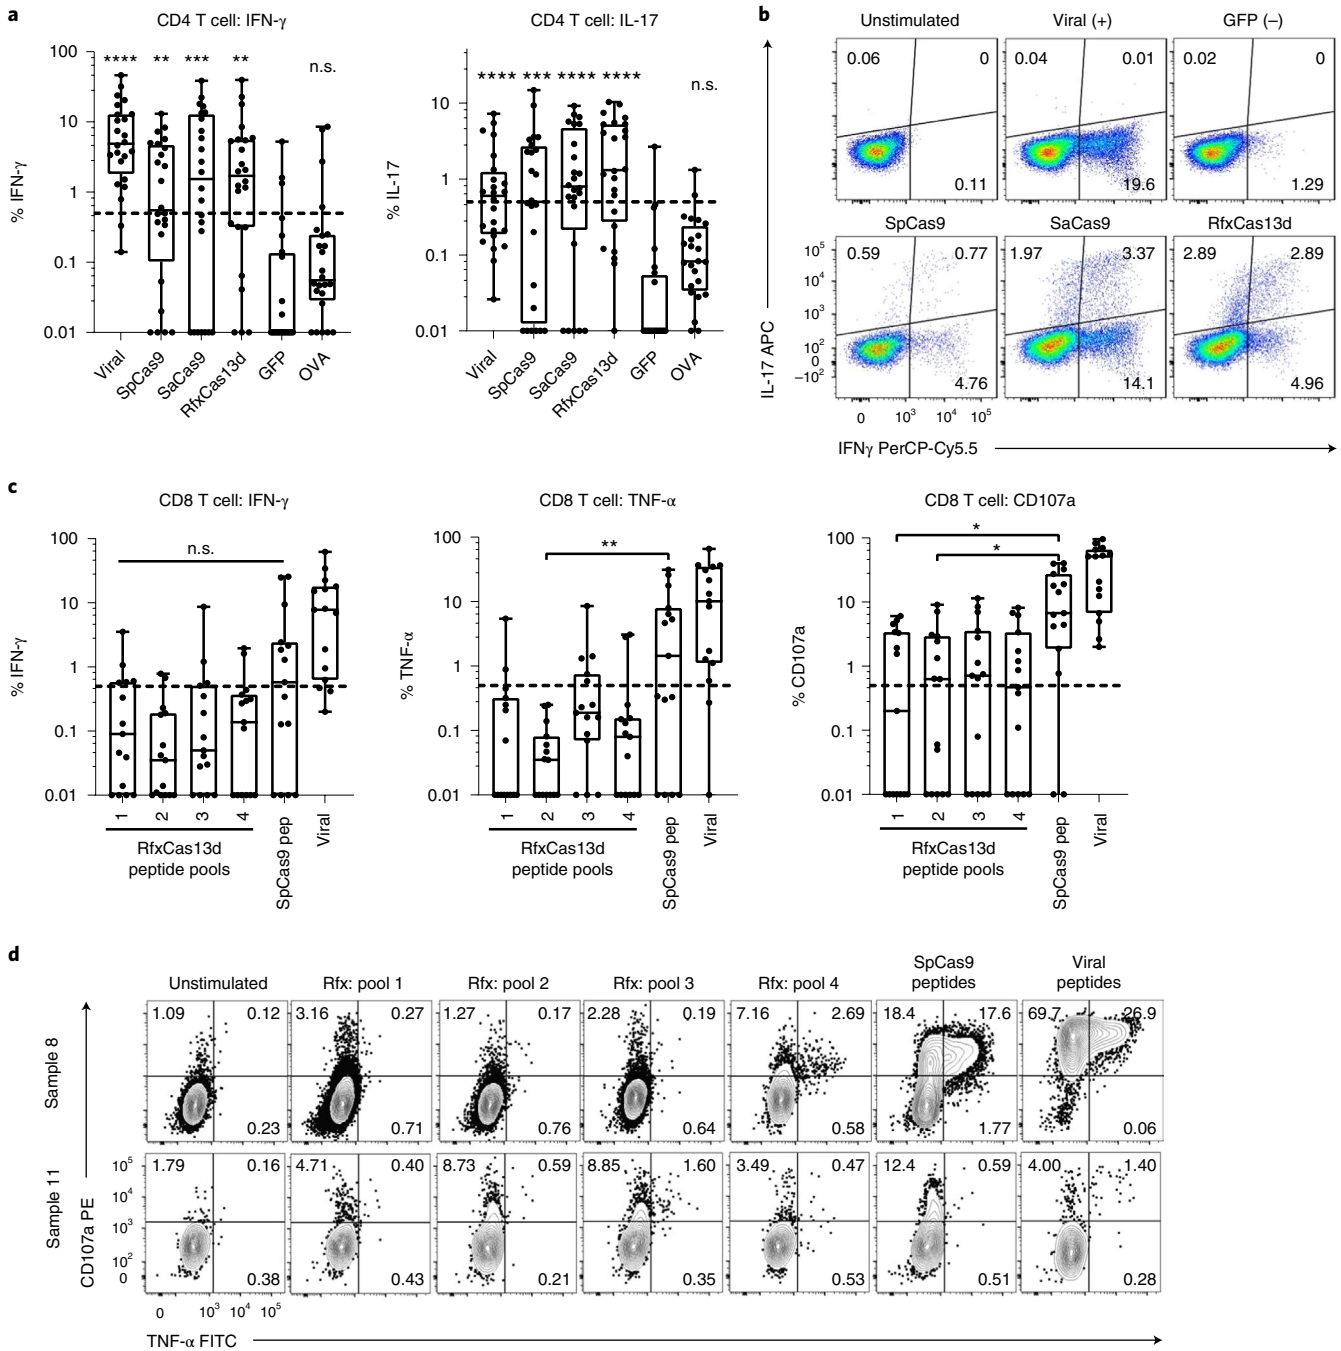 a
CD4 T cell: IFN-γ
% IFN-γ
100
10
1
0.1
0.01
****
**
***
**
n.s.
Viral
SpCas9
SaCas9
RfxCas13d
GFP
OVA
CD4 T cell: IL-17
% IL-17
10
1
0.1
0.01
****
***
****
****
n.s.
Viral
SpCas9
SaCas9
RfxCas13d
GFP
OVA
b
Unstimulated
Viral (+)
GFP (–)
0.06
0
0.11
0.04
0.01
19.6
0.02
0
1.29
SpCas9
SaCas9
RfxCas13d
0.59
0.77
4.76
1.97
3.37
14.1
2.89
2.89
4.96
10⁵
10⁴
10³
10²
0
–10²
0
10³
10⁴
10⁵
IL-17 APC
IFNγ PerCP-Cy5.5
c
CD8 T cell: IFN-γ
% IFN-γ
100
10
1
0.1
0.01
n.s.
1
2
3
4
RfxCas13d
peptide pools
SpCas9 pep
Viral
CD8 T cell: TNF-α
% TNF-α
100
10
1
0.1
0.01
**
1
2
3
4
RfxCas13d
peptide pools
SpCas9 pep
Viral
CD8 T cell: CD107a
% CD107a
100
10
1
0.1
0.01
*
*
1
2
3
4
RfxCas13d
peptide pools
SpCas9 pep
Viral
d
Unstimulated
Rfx: pool 1
Rfx: pool 2
Rfx: pool 3
Rfx: pool 4
SpCas9
peptides
Viral
peptides
Sample 8
1.09
0.12
0.23
3.16
0.27
0.71
1.27
0.17
0.76
2.28
0.19
0.64
7.16
2.69
0.58
18.4
17.6
1.77
69.7
26.9
0.06
Sample 11
1.79
0.16
0.38
4.71
0.40
0.43
8.73
0.59
0.21
8.85
1.60
0.35
3.49
0.47
0.53
12.4
0.59
0.51
4.00
1.40
0.28
10⁵
10⁴
10³
10²
0
0
10³
10⁴
10⁵
CD107a PE
TNF-α FITC